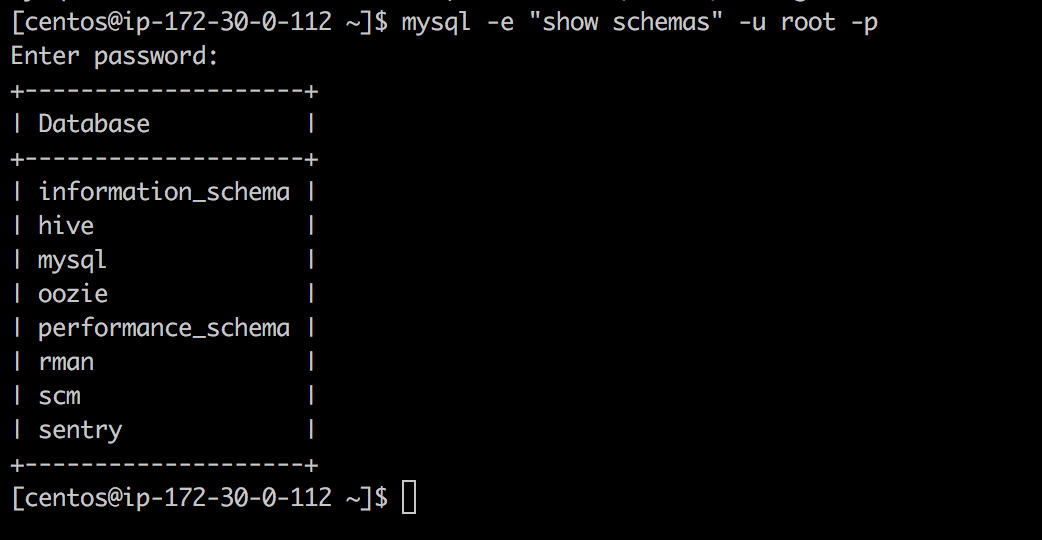 [centos@ip-172-30-0-112 ~]$ mysql -e "show schemas" -u root -p
Enter password:
+--------------------+
| Database           |
+--------------------+
| information_schema |
| hive               |
| mysql              |
| oozie              |
| performance_schema |
| rman               |
| scm                |
| sentry             |
+--------------------+
[centos@ip-172-30-0-112 ~]$